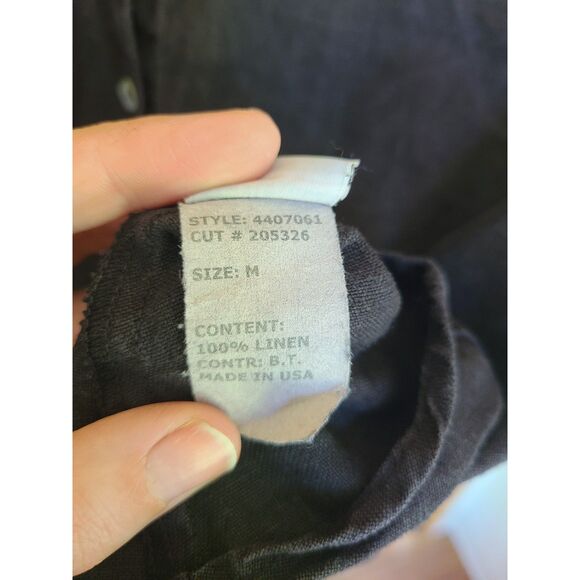 STYLE: 4407061
CUT # 205326
SIZE: M
CONTENT:
100% LINEN
CONTR: B.T.
MADE IN USA